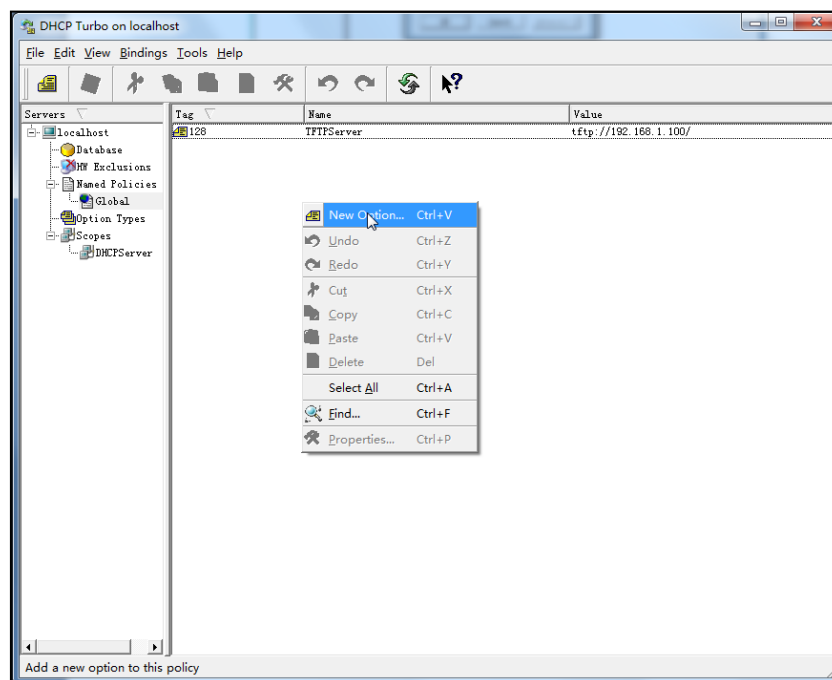 DHCP Turbo on localhost
File Edit View Bindings Tools Help
Servers Tag Name Value
localhost
128 TFTPServer tftp://192.168.1.100/
Database
HW Exclusions
Named Policies
Global
Option Types
Scopes
DHCPServer
New Option... Ctrl+V
Undo Ctrl+Z
Redo Ctrl+Y
Cut Ctrl+X
Copy Ctrl+C
Paste Ctrl+V
Delete Del
Select All Ctrl+A
Find... Ctrl+F
Properties... Ctrl+P
Add a new option to this policy